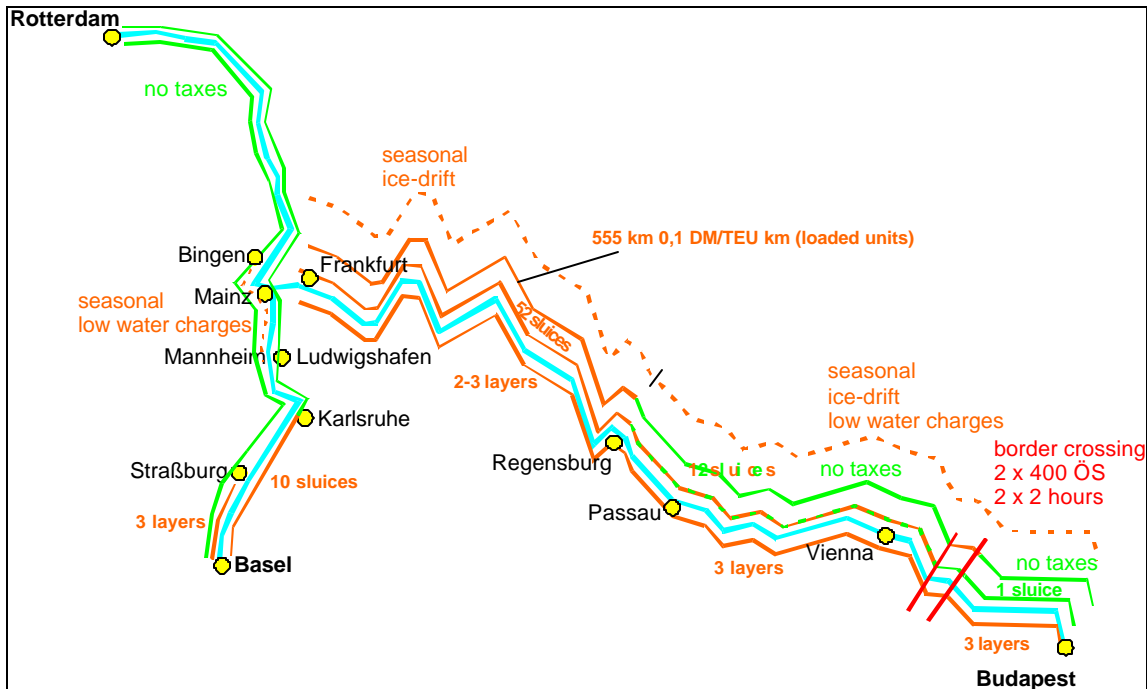 Rotterdam
no taxes
seasonal
ice-drift
555 km 0,1 DM/TEU km (loaded units)
Bingen
Frankfurt
Mainz
seasonal
low water charges
52 sluices
Mannheim
Ludwigshafen
2-3 layers
seasonal
ice-drift
low water charges
Karlsruhe
border crossing
2 x 400 ÖS
2 x 2 hours
Regensburg
12 sluices
no taxes
Straßburg
10 sluices
3 layers
Passau
Vienna
Basel
3 layers
no taxes
1 sluice
3 layers
Budapest